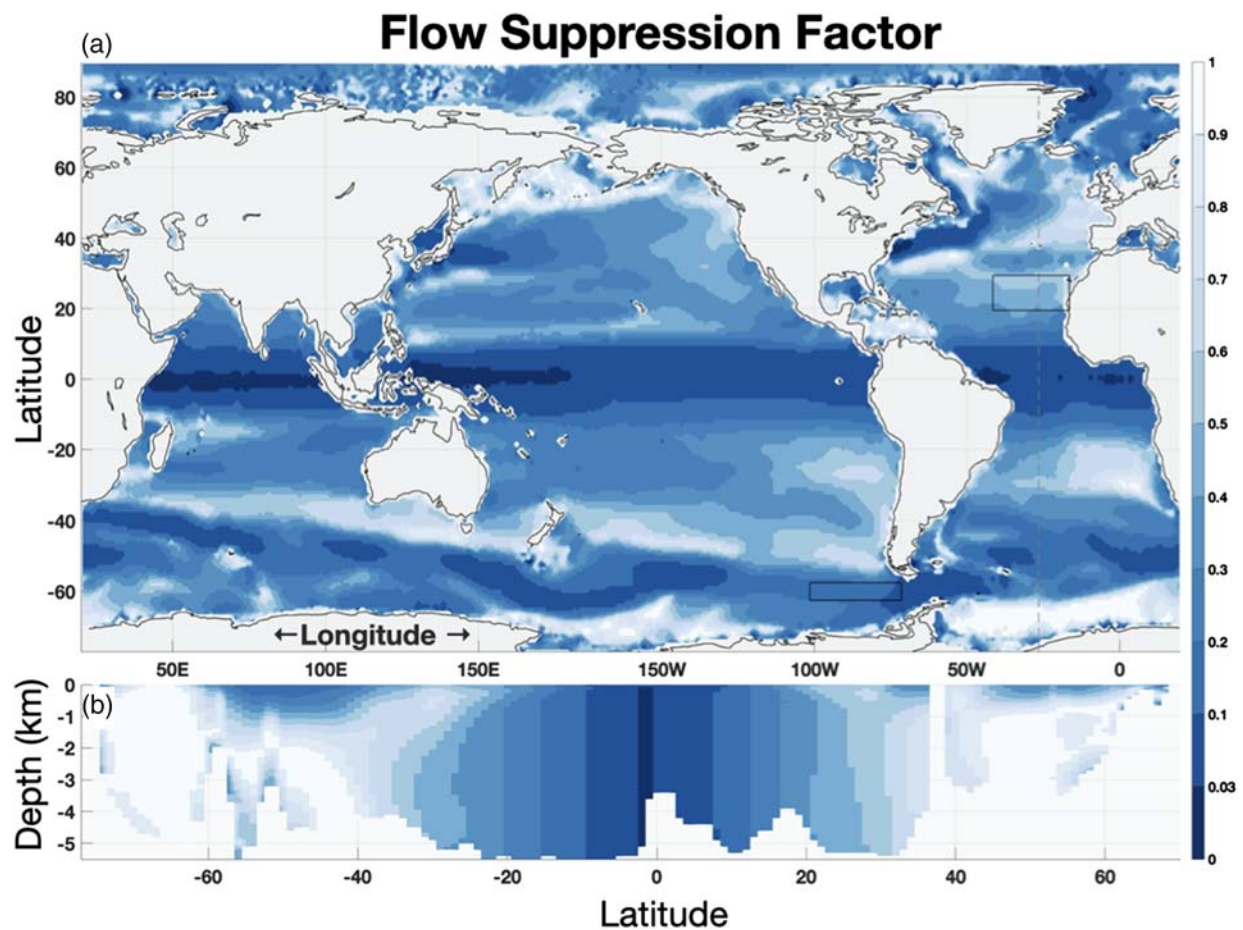 Flow Suppression Factor
(a)
Latitude
80
60
40
20
0
-20
-40
-60
←Longitude →
50E 100E 150E 150W 100W 50W 0
1
0.9
0.8
0.7
0.6
0.5
0.4
0.3
0.2
0.1
0.03
0
(b)
Depth (km)
0
-1
-2
-3
-4
-5
-60 -40 -20 0 20 40 60
Latitude